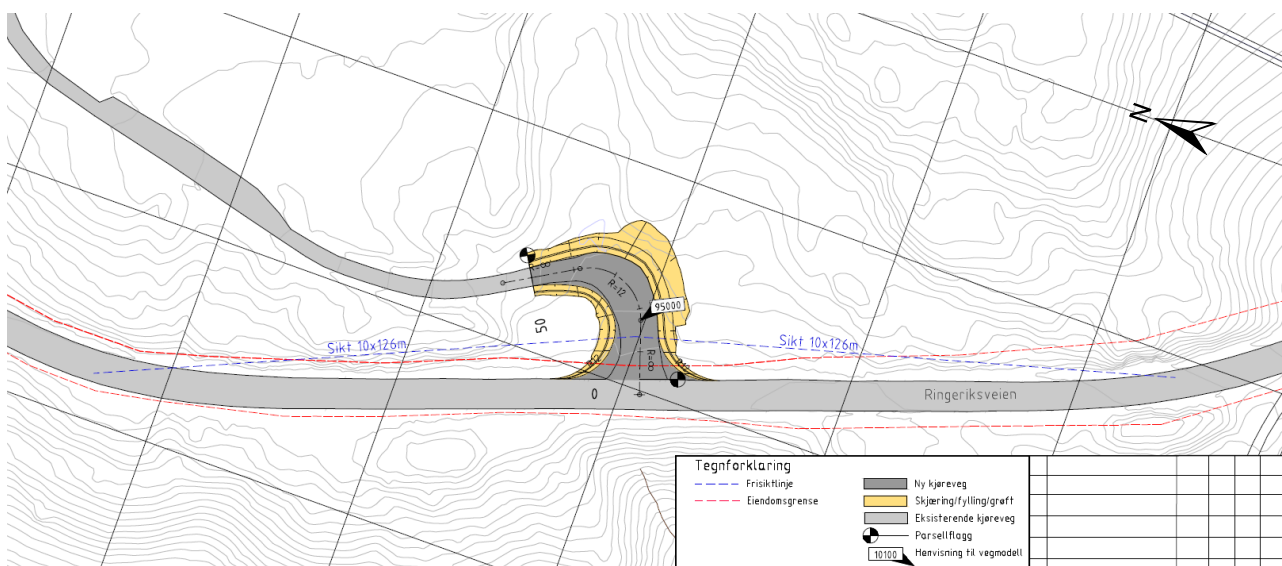 N
R=∞
R=12
95000
50
Sikt 10x126m
Sikt 10x126m
R=∞
0
Ringeriksveien
Tegnforklaring
Frisiktlinje
Eiendomsgrense
Ny kjøreveg
Skjæring/fylling/grøft
Eksisterende kjøreveg
Parsellflagg
10100 Henvisning til vegmodell